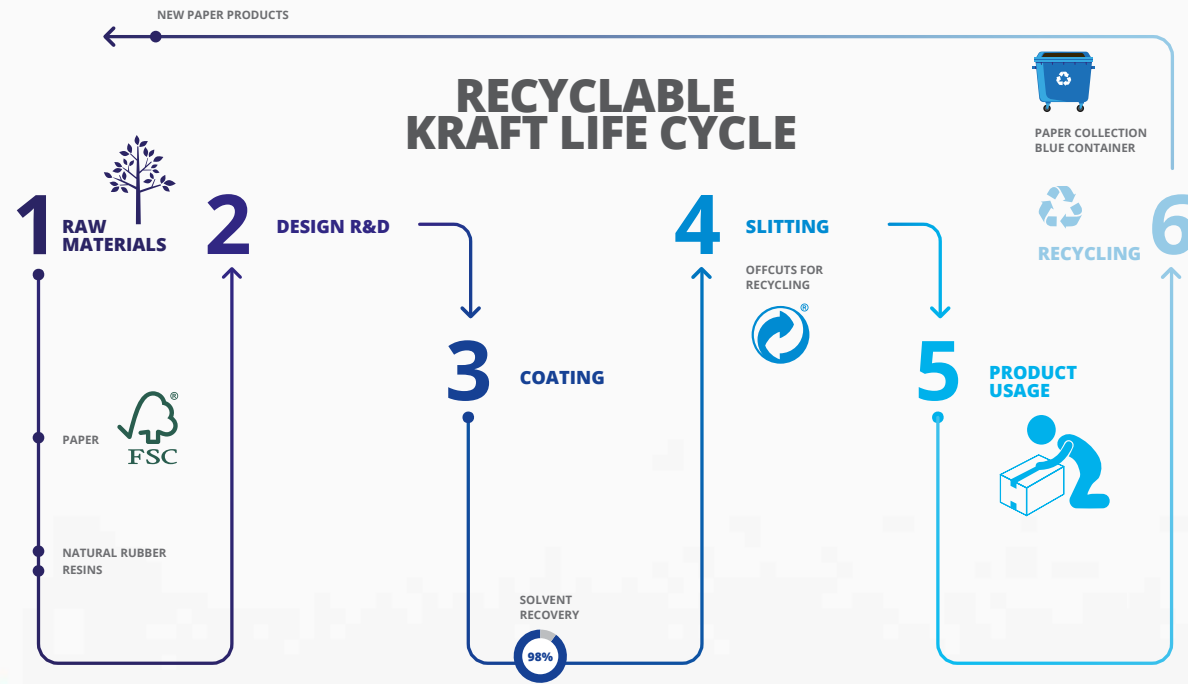 NEW PAPER PRODUCTS
RECYCLABLE
KRAFT LIFE CYCLE
PAPER COLLECTION
BLUE CONTAINER
1 RAW
MATERIALS
2 DESIGN R&D
4 SLITTING
OFFCUTS FOR
RECYCLING
®
RECYCLING 6
3 COATING
5 PRODUCT
USAGE
PAPER
®
FSC
NATURAL RUBBER
RESINS
SOLVENT
RECOVERY
98%